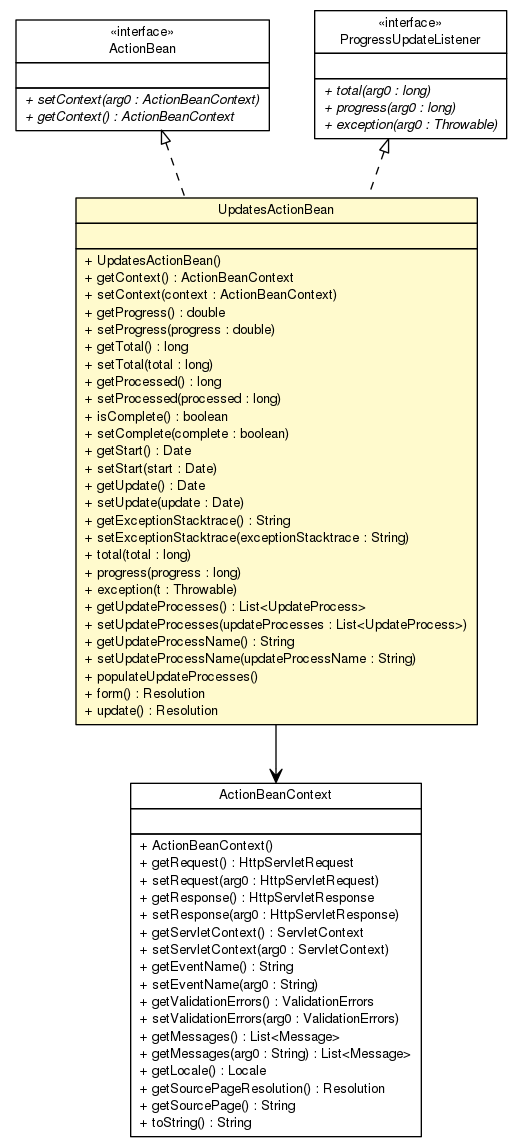 «interface»
ActionBean
+ setContext(arg0 : ActionBeanContext)
+ getContext() : ActionBeanContext
«interface»
ProgressUpdateListener
+ total(arg0 : long)
+ progress(arg0 : long)
+ exception(arg0 : Throwable)
UpdatesActionBean
+ UpdatesActionBean()
+ getContext() : ActionBeanContext
+ setContext(context : ActionBeanContext)
+ getProgress() : double
+ setProgress(progress : double)
+ getTotal() : long
+ setTotal(total : long)
+ getProcessed() : long
+ setProcessed(processed : long)
+ isComplete() : boolean
+ setComplete(complete : boolean)
+ getStart() : Date
+ setStart(start : Date)
+ getUpdate() : Date
+ setUpdate(update : Date)
+ getExceptionStacktrace() : String
+ setExceptionStacktrace(exceptionStacktrace : String)
+ total(total : long)
+ progress(progress : long)
+ exception(t : Throwable)
+ getUpdateProcesses() : List<UpdateProcess>
+ setUpdateProcesses(updateProcesses : List<UpdateProcess>)
+ getUpdateProcessName() : String
+ setUpdateProcessName(updateProcessName : String)
+ populateUpdateProcesses()
+ form() : Resolution
+ update() : Resolution
ActionBeanContext
+ ActionBeanContext()
+ getRequest() : HttpServletRequest
+ setRequest(arg0 : HttpServletRequest)
+ getResponse() : HttpServletResponse
+ setResponse(arg0 : HttpServletResponse)
+ getServletContext() : ServletContext
+ setServletContext(arg0 : ServletContext)
+ getEventName() : String
+ setEventName(arg0 : String)
+ getValidationErrors() : ValidationErrors
+ setValidationErrors(arg0 : ValidationErrors)
+ getMessages() : List<Message>
+ getMessages(arg0 : String) : List<Message>
+ getLocale() : Locale
+ getSourcePageResolution() : Resolution
+ getSourcePage() : String
+ toString() : String